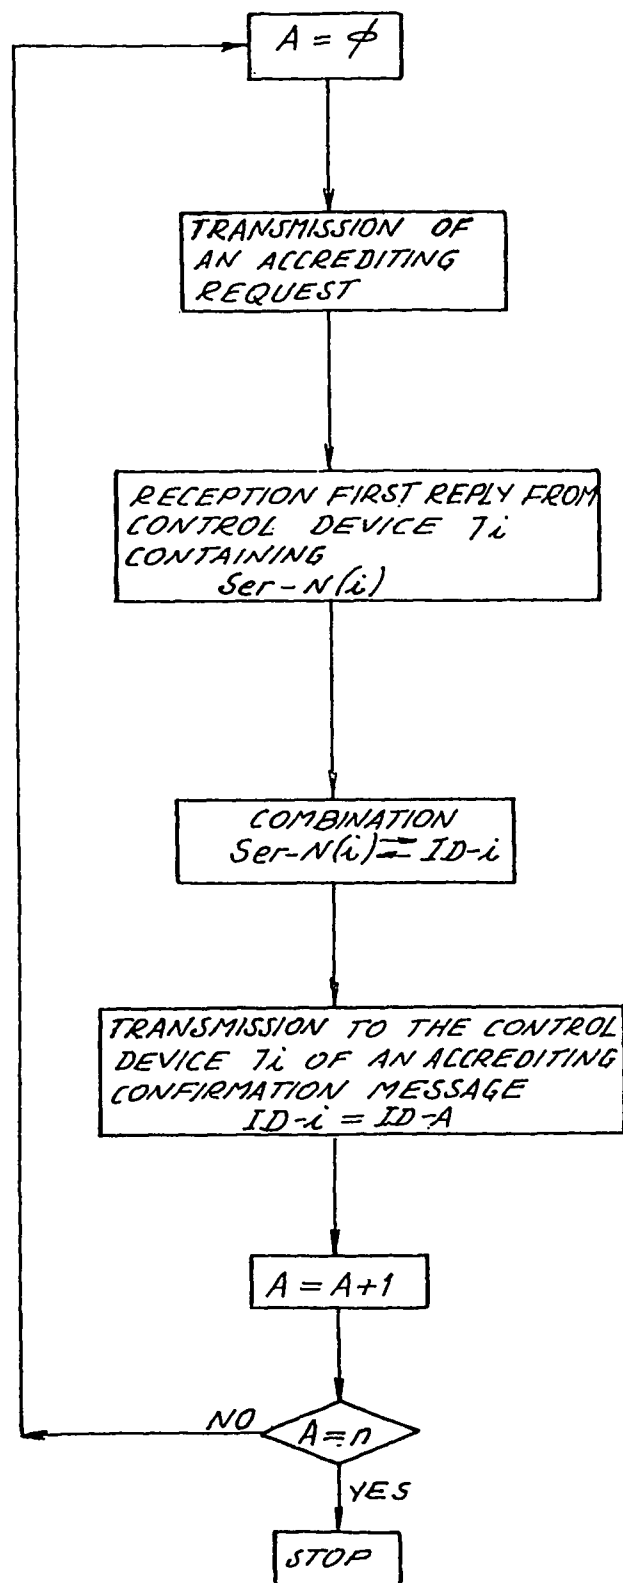 A = ϕ
TRANSMISSION OF
AN ACCREDITING
REQUEST
RECEPTION FIRST REPLY FROM
CONTROL DEVICE 7i
CONTAINING
Ser-N(i)
COMBINATION
Ser-N(i) ⇄ ID-i
TRANSMISSION TO THE CONTROL
DEVICE 7i OF AN ACCREDITING
CONFIRMATION MESSAGE
ID-i = ID-A
A = A+1
NO
A=n
YES
STOP